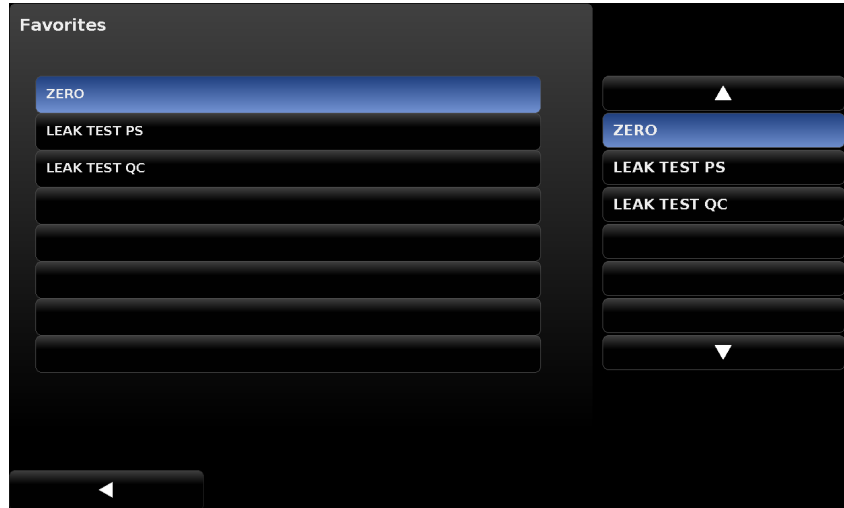 Favorites
ZERO
LEAK TEST PS
LEAK TEST QC
ZERO
LEAK TEST PS
LEAK TEST QC